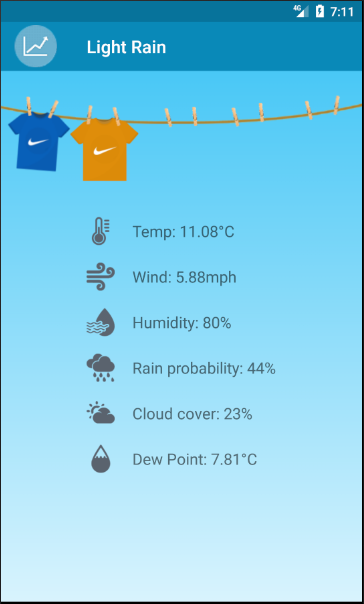 4G 7:11
Light Rain
Temp: 11.08°C
Wind: 5.88mph
Humidity: 80%
Rain probability: 44%
Cloud cover: 23%
Dew Point: 7.81°C